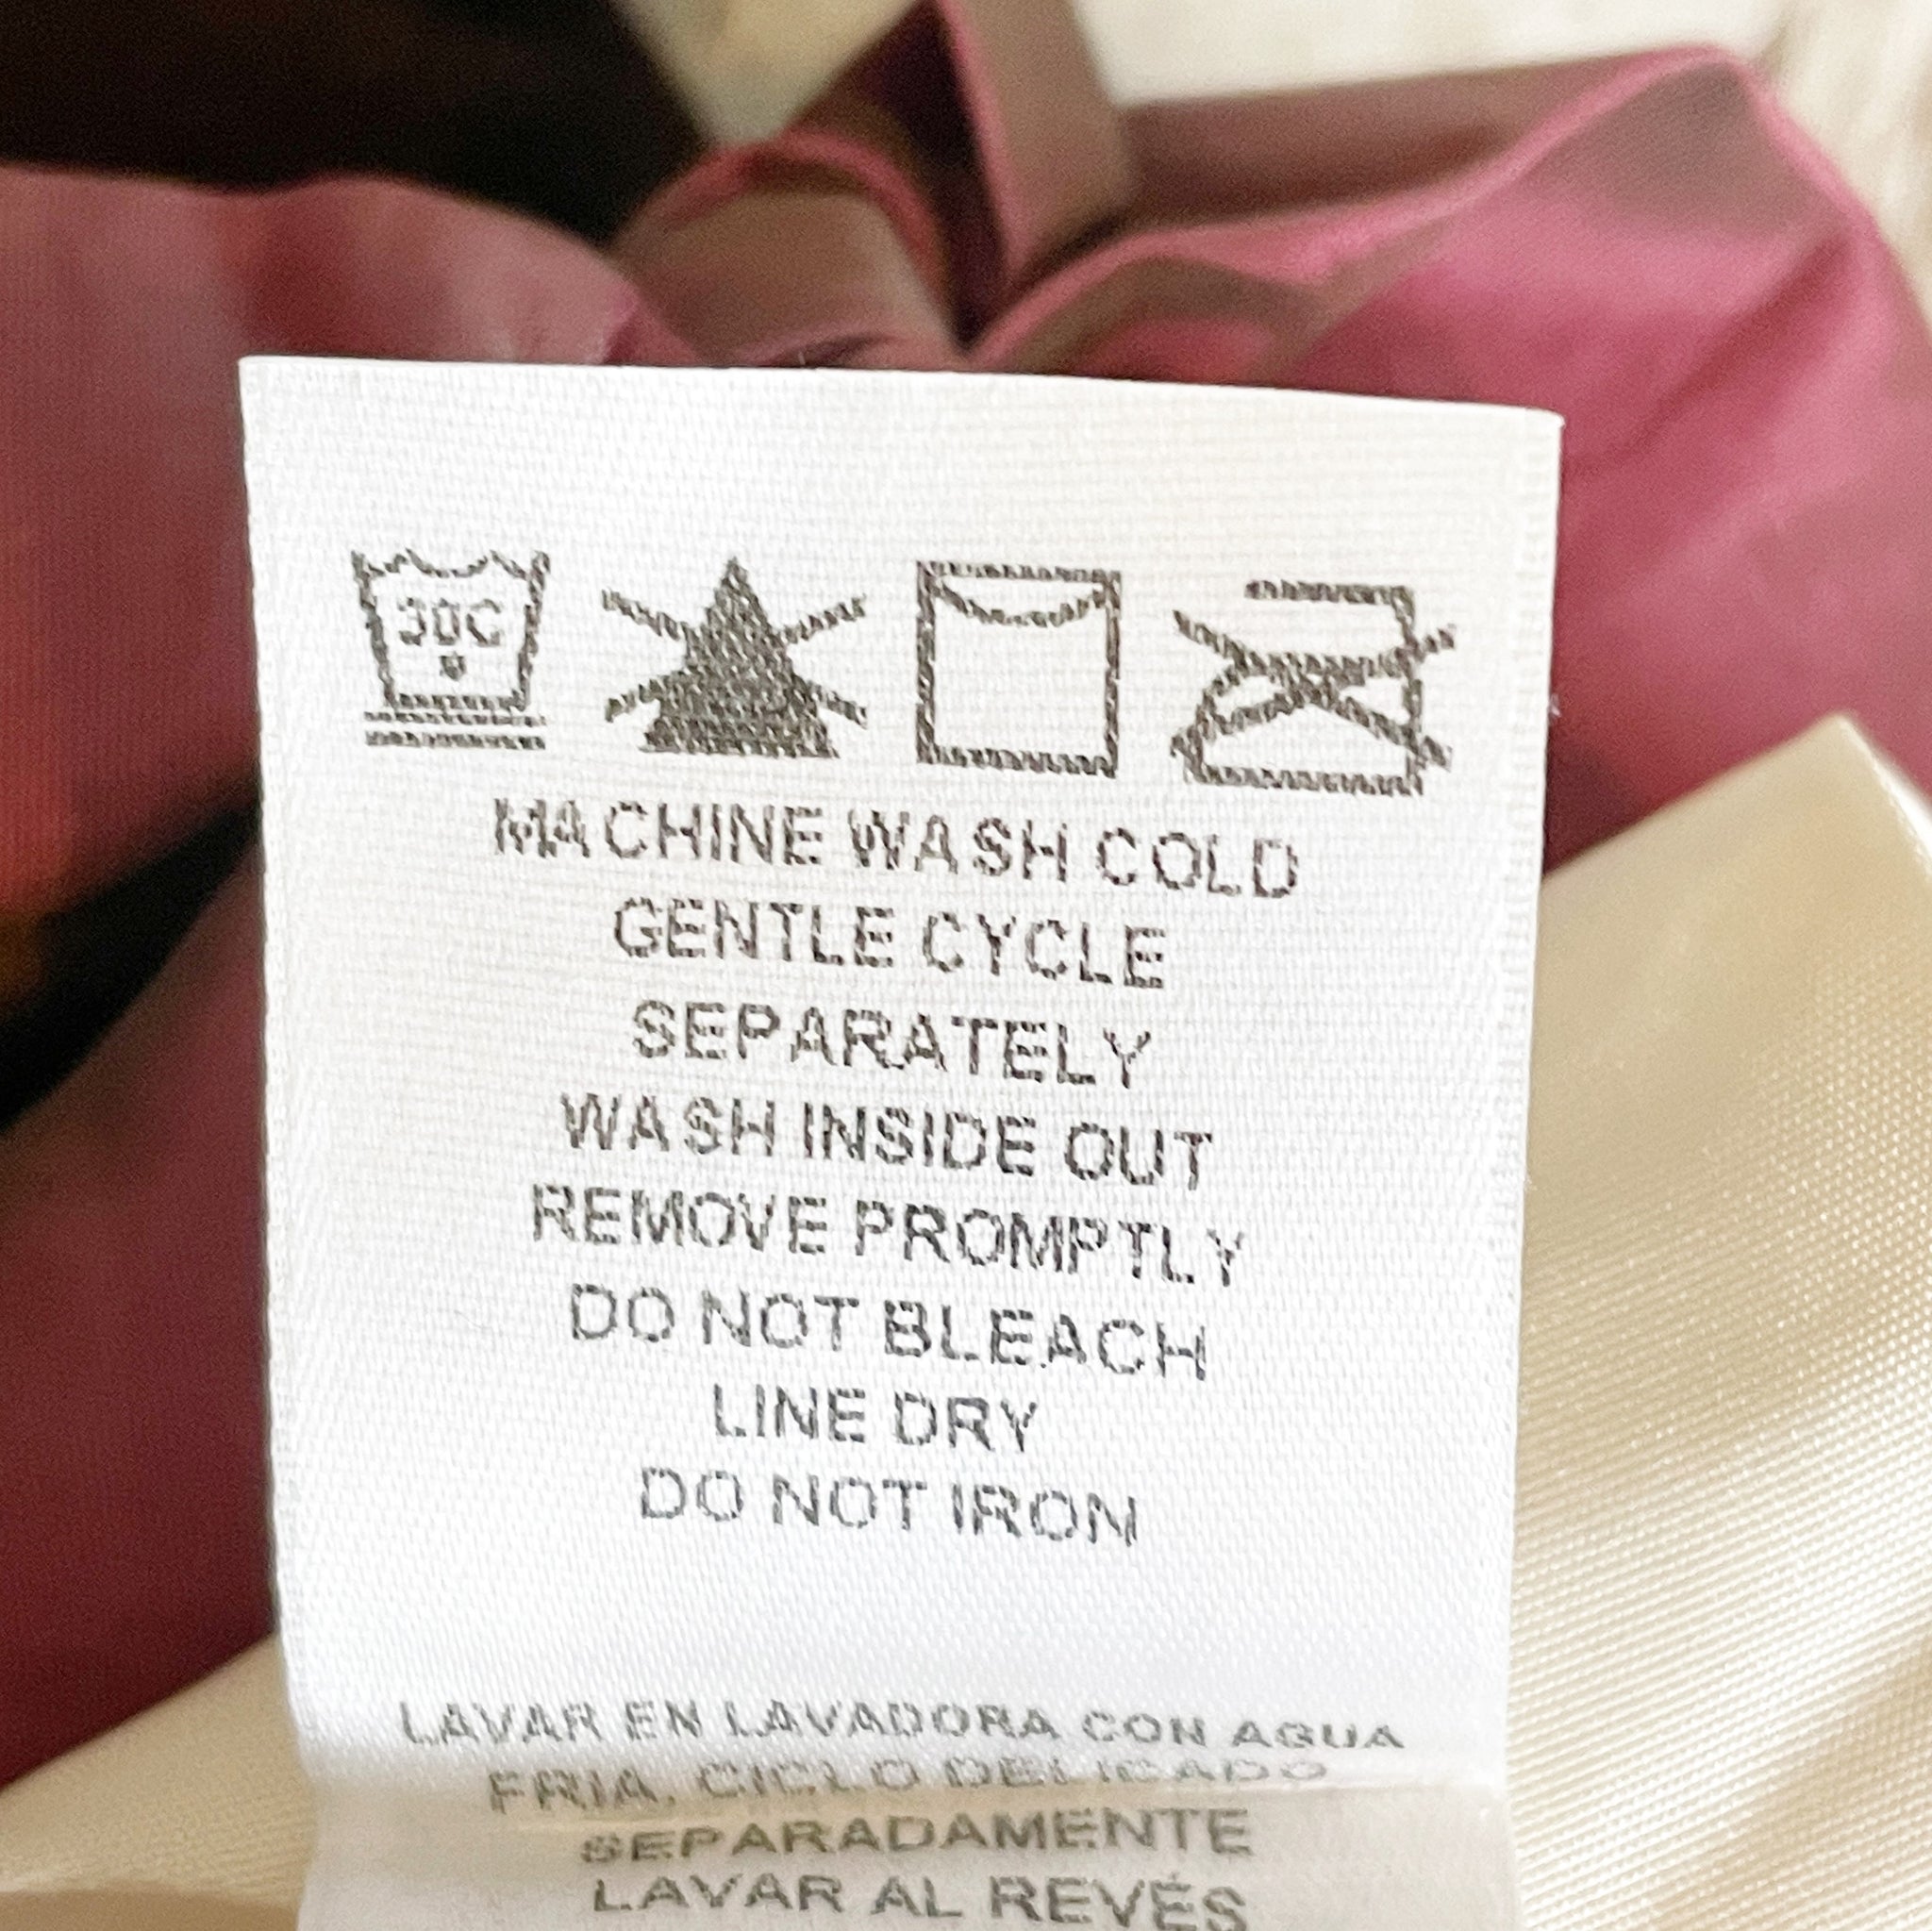 30C
MACHINE WASH COLD
GENTLE CYCLE
SEPARATELY
WASH INSIDE OUT
REMOVE PROMPTLY
DO NOT BLEACH
LINE DRY
DO NOT IRON
LAVAR EN LAVADORA CON AGUA
FRIA, CICLO DELICADO
SEPARADAMENTE
LAVAR AL REVÉS